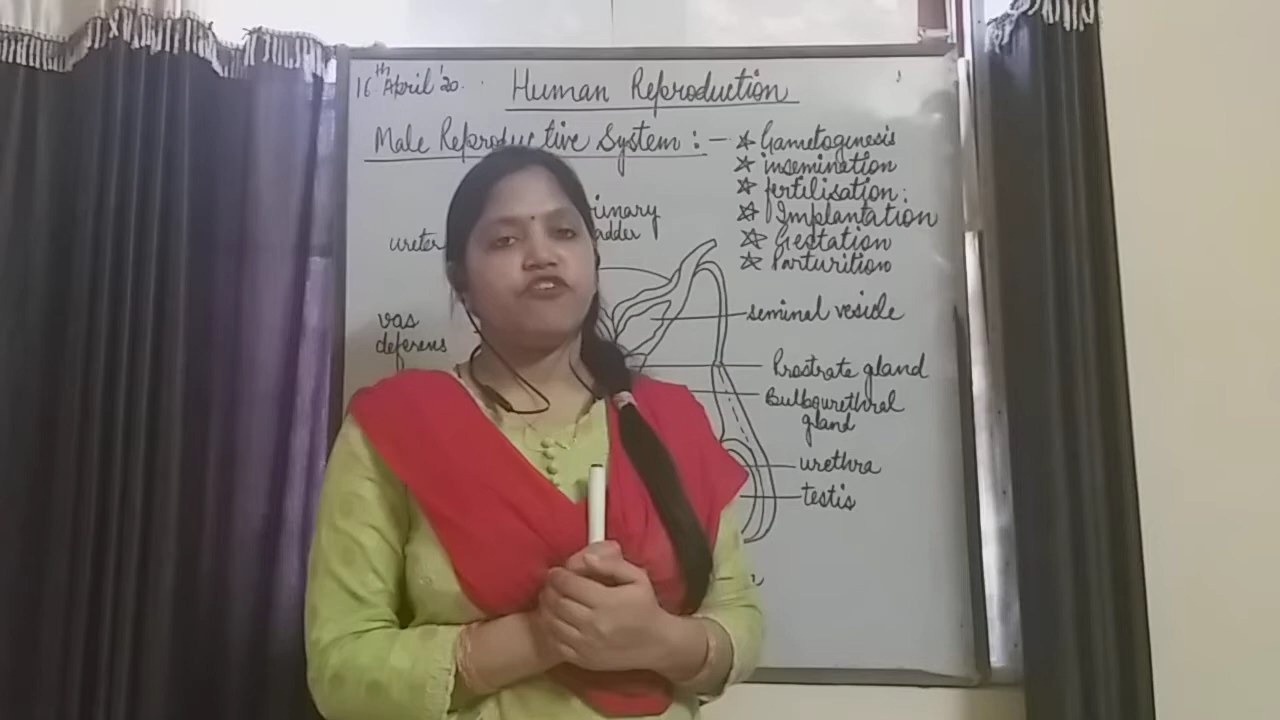 16th April '20.
Human Reproduction
Male Reproductive System :-
☆ Gametogenesis
☆ insemination
☆ fertilisation:
☆ Implantation
☆ Gestation
☆ Parturition
ureter
vas
deferens
seminal vesicle
Prostrate gland
Bulbourethral
gland
urethra
testis